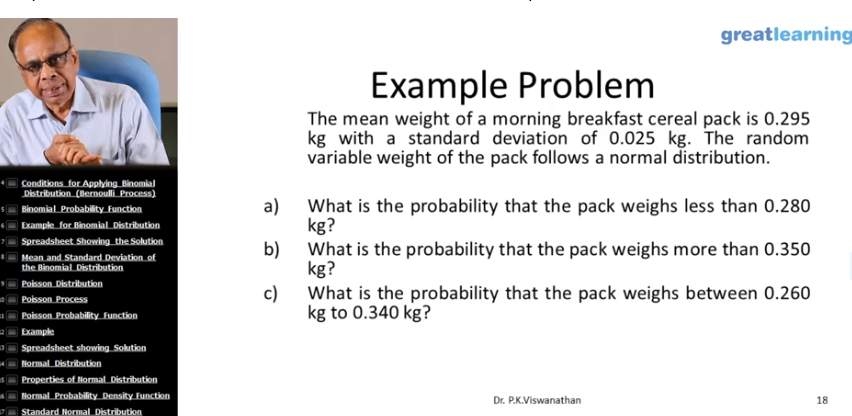 greatlearning
Example Problem
The mean weight of a morning breakfast cereal pack is 0.295
kg with a standard deviation of 0.025 kg. The random
variable weight of the pack follows a normal distribution.
a) What is the probability that the pack weighs less than 0.280
kg?
b) What is the probability that the pack weighs more than 0.350
kg?
c) What is the probability that the pack weighs between 0.260
kg to 0.340 kg?
Dr. P.K.Viswanathan
18
4 Conditions for Applying Binomial
Distribution (Bernoulli Process)
5 Binomial Probability Function
6 Example for Binomial Distribution
7 Spreadsheet Showing the Solution
8 Mean and Standard Deviation of
the Binomial Distribution
9 Poisson Distribution
Poisson Process
Poisson Probability Function
Example
Spreadsheet showing Solution
Normal Distribution
Properties of Normal Distribution
Normal Probability Density Function
Standard Normal Distribution